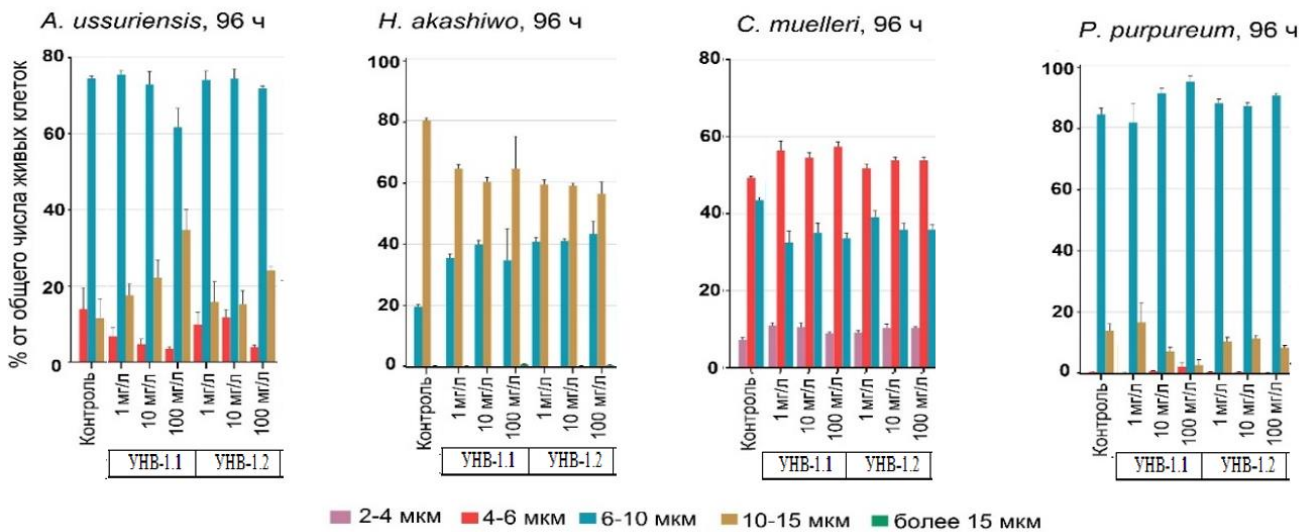 A. ussuriensis, 96 ч
H. akashiwo, 96 ч
C. muelleri, 96 ч
P. purpureum, 96 ч
% от общего числа живых клеток
80
60
40
20
0
Контроль
1 мг/л
10 мг/л
100 мг/л
1 мг/л
10 мг/л
100 мг/л
УНВ-1.1
УНВ-1.2
100
80
60
40
20
0
Контроль
1 мг/л
10 мг/л
100 мг/л
1 мг/л
10 мг/л
100 мг/л
УНВ-1.1
УНВ-1.2
80
60
40
20
0
Контроль
1 мг/л
10 мг/л
100 мг/л
1 мг/л
10 мг/л
100 мг/л
УНВ-1.1
УНВ-1.2
100
80
60
40
20
0
Контроль
1 мг/л
10 мг/л
100 мг/л
1 мг/л
10 мг/л
100 мг/л
УНВ-1.1
УНВ-1.2
2-4 мкм 4-6 мкм 6-10 мкм 10-15 мкм более 15 мкм